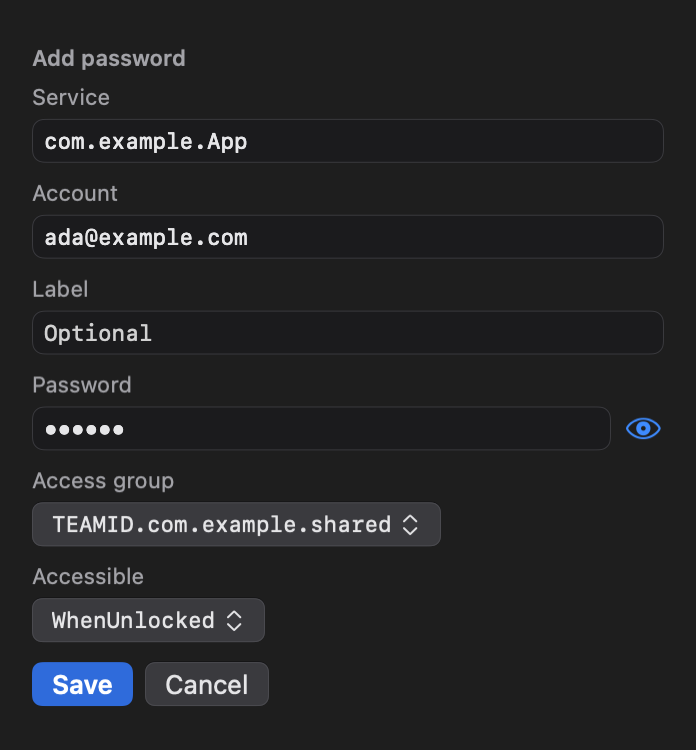 Add password
Service
com.example.App
Account
ada@example.com
Label
Optional
Password
••••••
Access group
TEAMID.com.example.shared
Accessible
WhenUnlocked
Save Cancel